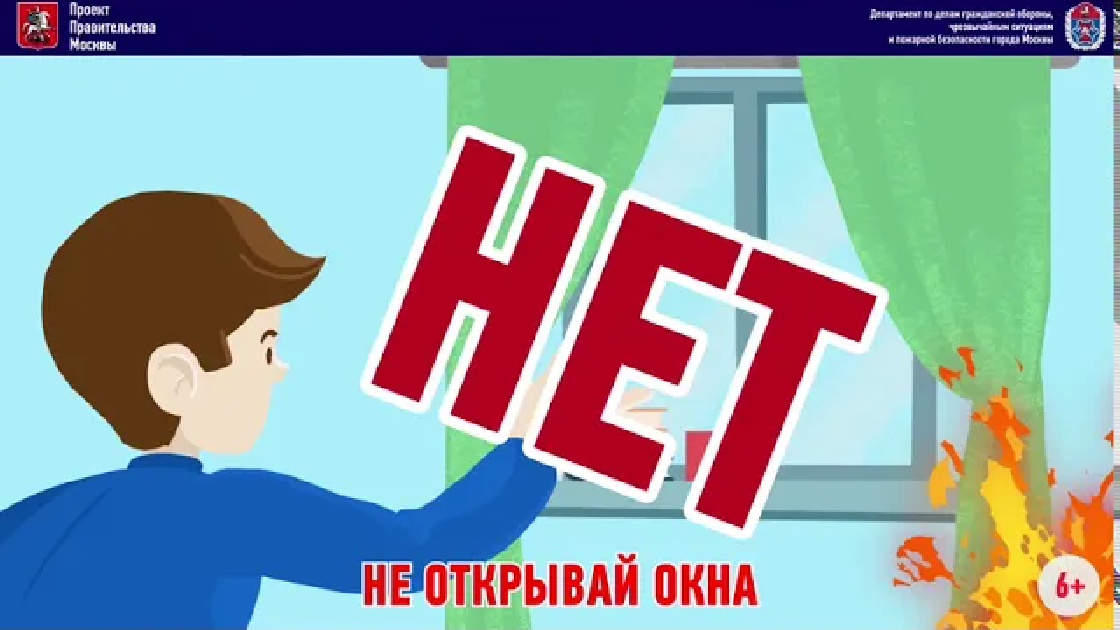 Проект
Правительства
Москвы
Департамент по делам гражданской обороны,
чрезвычайным ситуациям
и пожарной безопасности города Москвы
НЕТ
НЕ ОТКРЫВАЙ ОКНА
6+